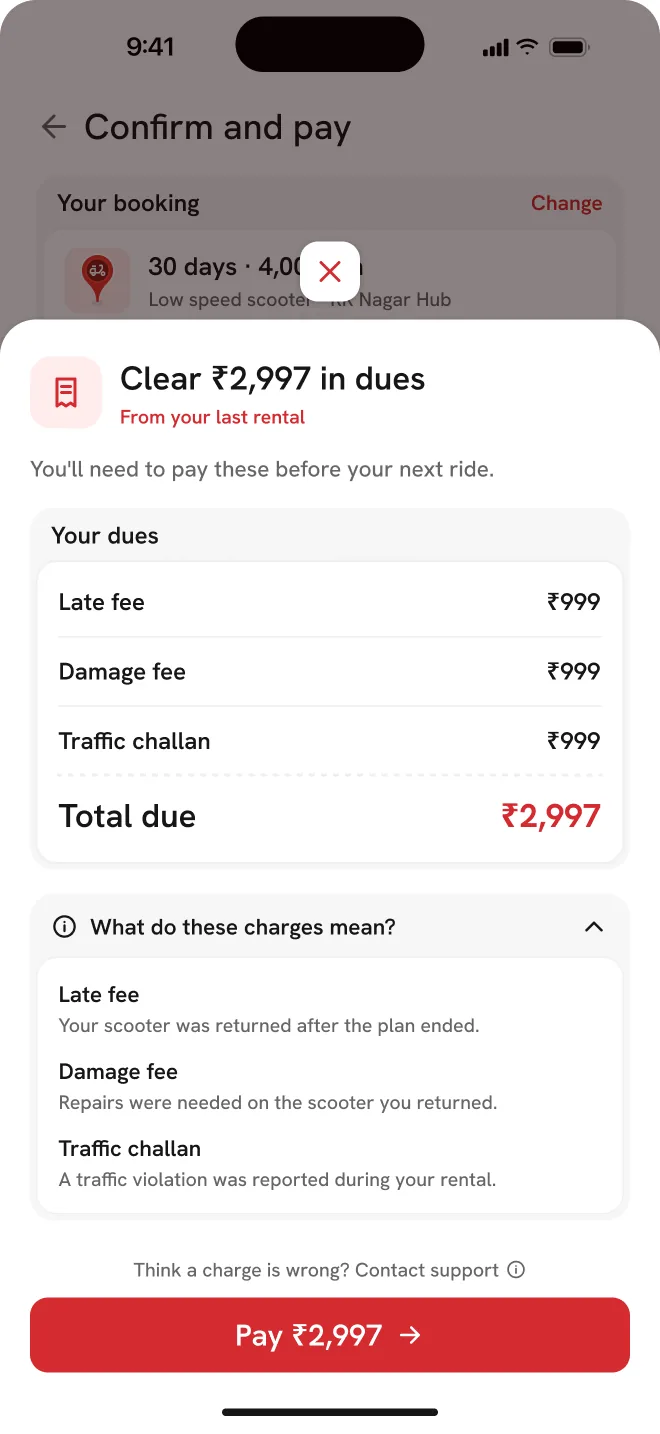 9:41
Confirm and pay
Your booking
Change
30 days · 4,00
Low speed scooter Nagar Hub
Clear ₹2,997 in dues
From your last rental
You'll need to pay these before your next ride.
Your dues
Late fee ₹999
Damage fee ₹999
Traffic challan ₹999
Total due ₹2,997
What do these charges mean?
Late fee
Your scooter was returned after the plan ended.
Damage fee
Repairs were needed on the scooter you returned.
Traffic challan
A traffic violation was reported during your rental.
Think a charge is wrong? Contact support
Pay ₹2,997 →